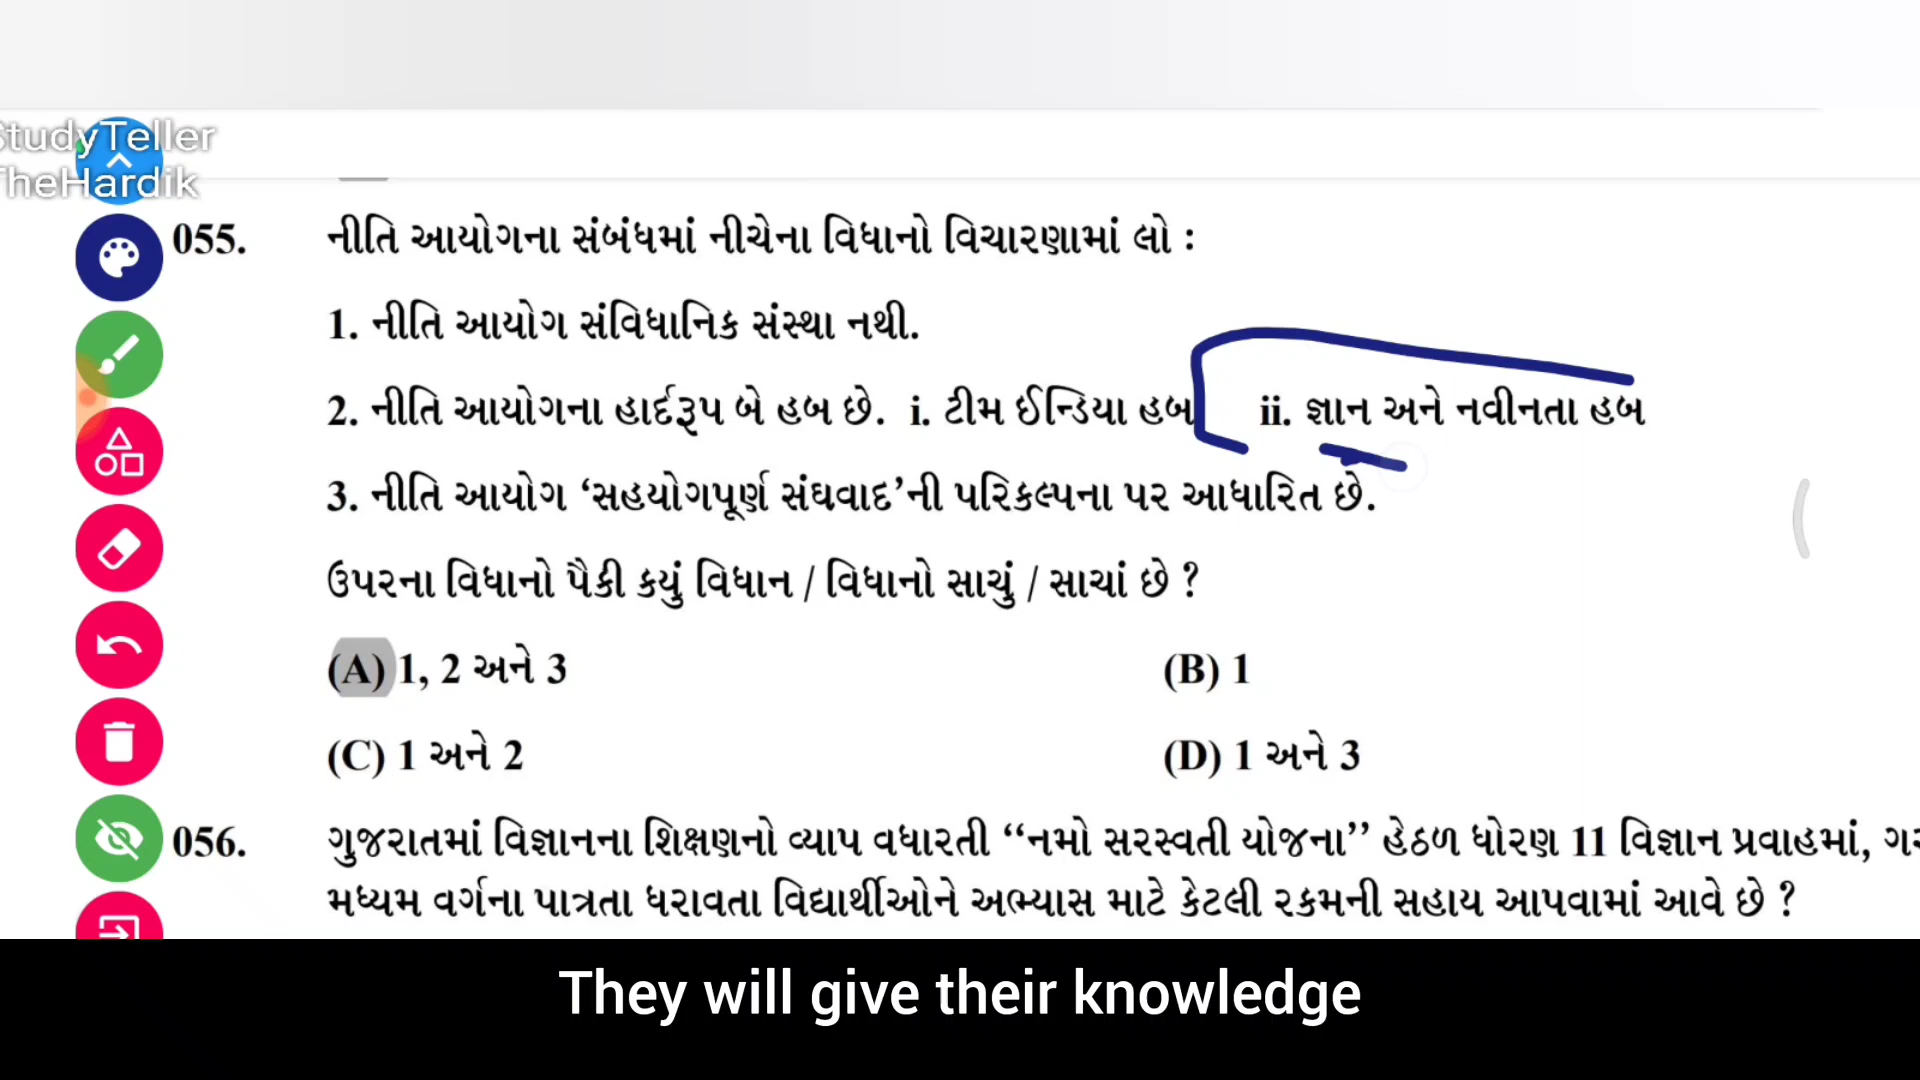 StudyTeller
TheHardik
055. નીતિ આયોગના સંબંધમાં નીચેના વિધાનો વિચારણામાં લો :
1. નીતિ આયોગ સંવિધાનિક સંસ્થા નથી.
2. નીતિ આયોગના હાર્દરૂપ બે હબ છે. i. ટીમ ઈન્ડિયા હબ ii. જ્ઞાન અને નવીનતા હબ
3. નીતિ આયોગ ‘સહયોગપૂર્ણ સંઘવાદ’ની પરિકલ્પના પર આધારિત છે.
ઉપરના વિધાનો પૈકી કયું વિધાન / વિધાનો સાચું / સાચાં છે ?
(A) 1, 2 અને 3 (B) 1
(C) 1 અને 2 (D) 1 અને 3
056. ગુજરાતમાં વિજ્ઞાનના શિક્ષણનો વ્યાપ વધારતી “નમો સરસ્વતી યોજના” હેઠળ ધોરણ 11 વિજ્ઞાન પ્રવાહમાં,
મધ્યમ વર્ગના પાત્રતા ધરાવતા વિદ્યાર્થીઓને અભ્યાસ માટે કેટલી રકમની સહાય આપવામાં આવે છે ?
They will give their knowledge